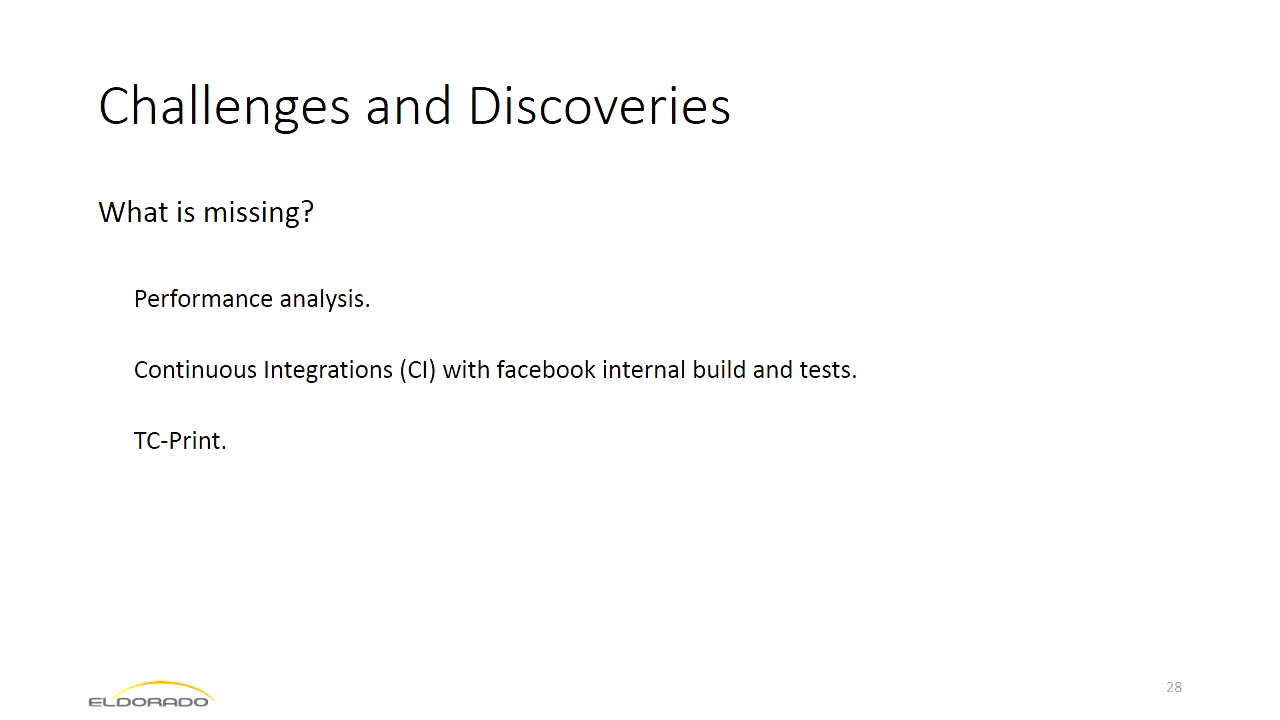 Challenges and Discoveries
What is missing?
Performance analysis.
Continuous Integrations (CI) with facebook internal build and tests.
TC-Print.
ELDORADO
28